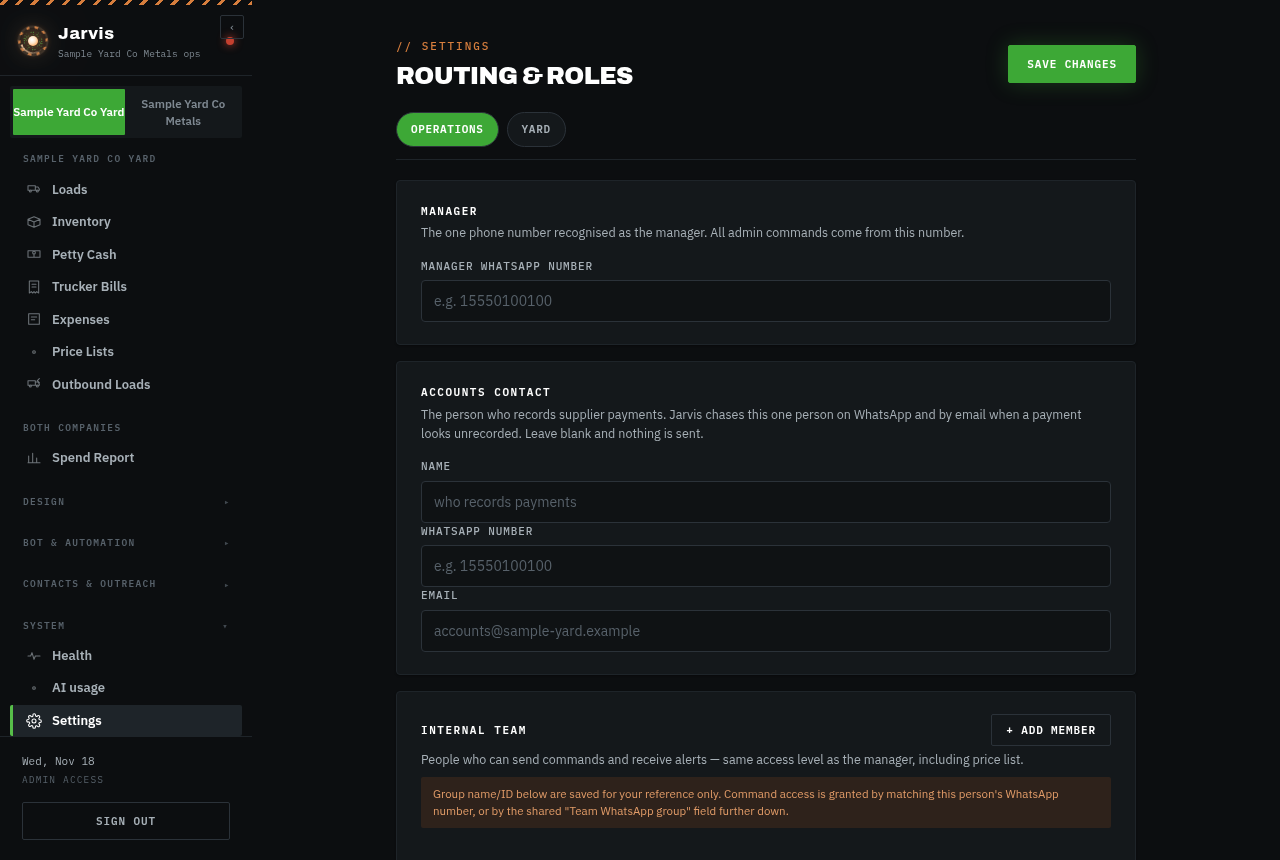 Jarvis
Sample Yard Co Metals ops
‹
Sample Yard Co Yard
Sample Yard Co
Metals
SAMPLE YARD CO YARD
Loads
Inventory
Petty Cash
Trucker Bills
Expenses
Price Lists
Outbound Loads
BOTH COMPANIES
Spend Report
DESIGN
BOT & AUTOMATION
CONTACTS & OUTREACH
SYSTEM
Health
AI usage
Settings
Wed, Nov 18
ADMIN ACCESS
SIGN OUT
// SETTINGS
ROUTING & ROLES
SAVE CHANGES
OPERATIONS
YARD
MANAGER
The one phone number recognised as the manager. All admin commands come from this number.
MANAGER WHATSAPP NUMBER
e.g. 15550100100
ACCOUNTS CONTACT
The person who records supplier payments. Jarvis chases this one person on WhatsApp and by email when a payment
looks unrecorded. Leave blank and nothing is sent.
NAME
who records payments
WHATSAPP NUMBER
e.g. 15550100100
EMAIL
accounts@sample-yard.example
INTERNAL TEAM
+ ADD MEMBER
People who can send commands and receive alerts — same access level as the manager, including price list.
Group name/ID below are saved for your reference only. Command access is granted by matching this person's WhatsApp
number, or by the shared "Team WhatsApp group" field further down.